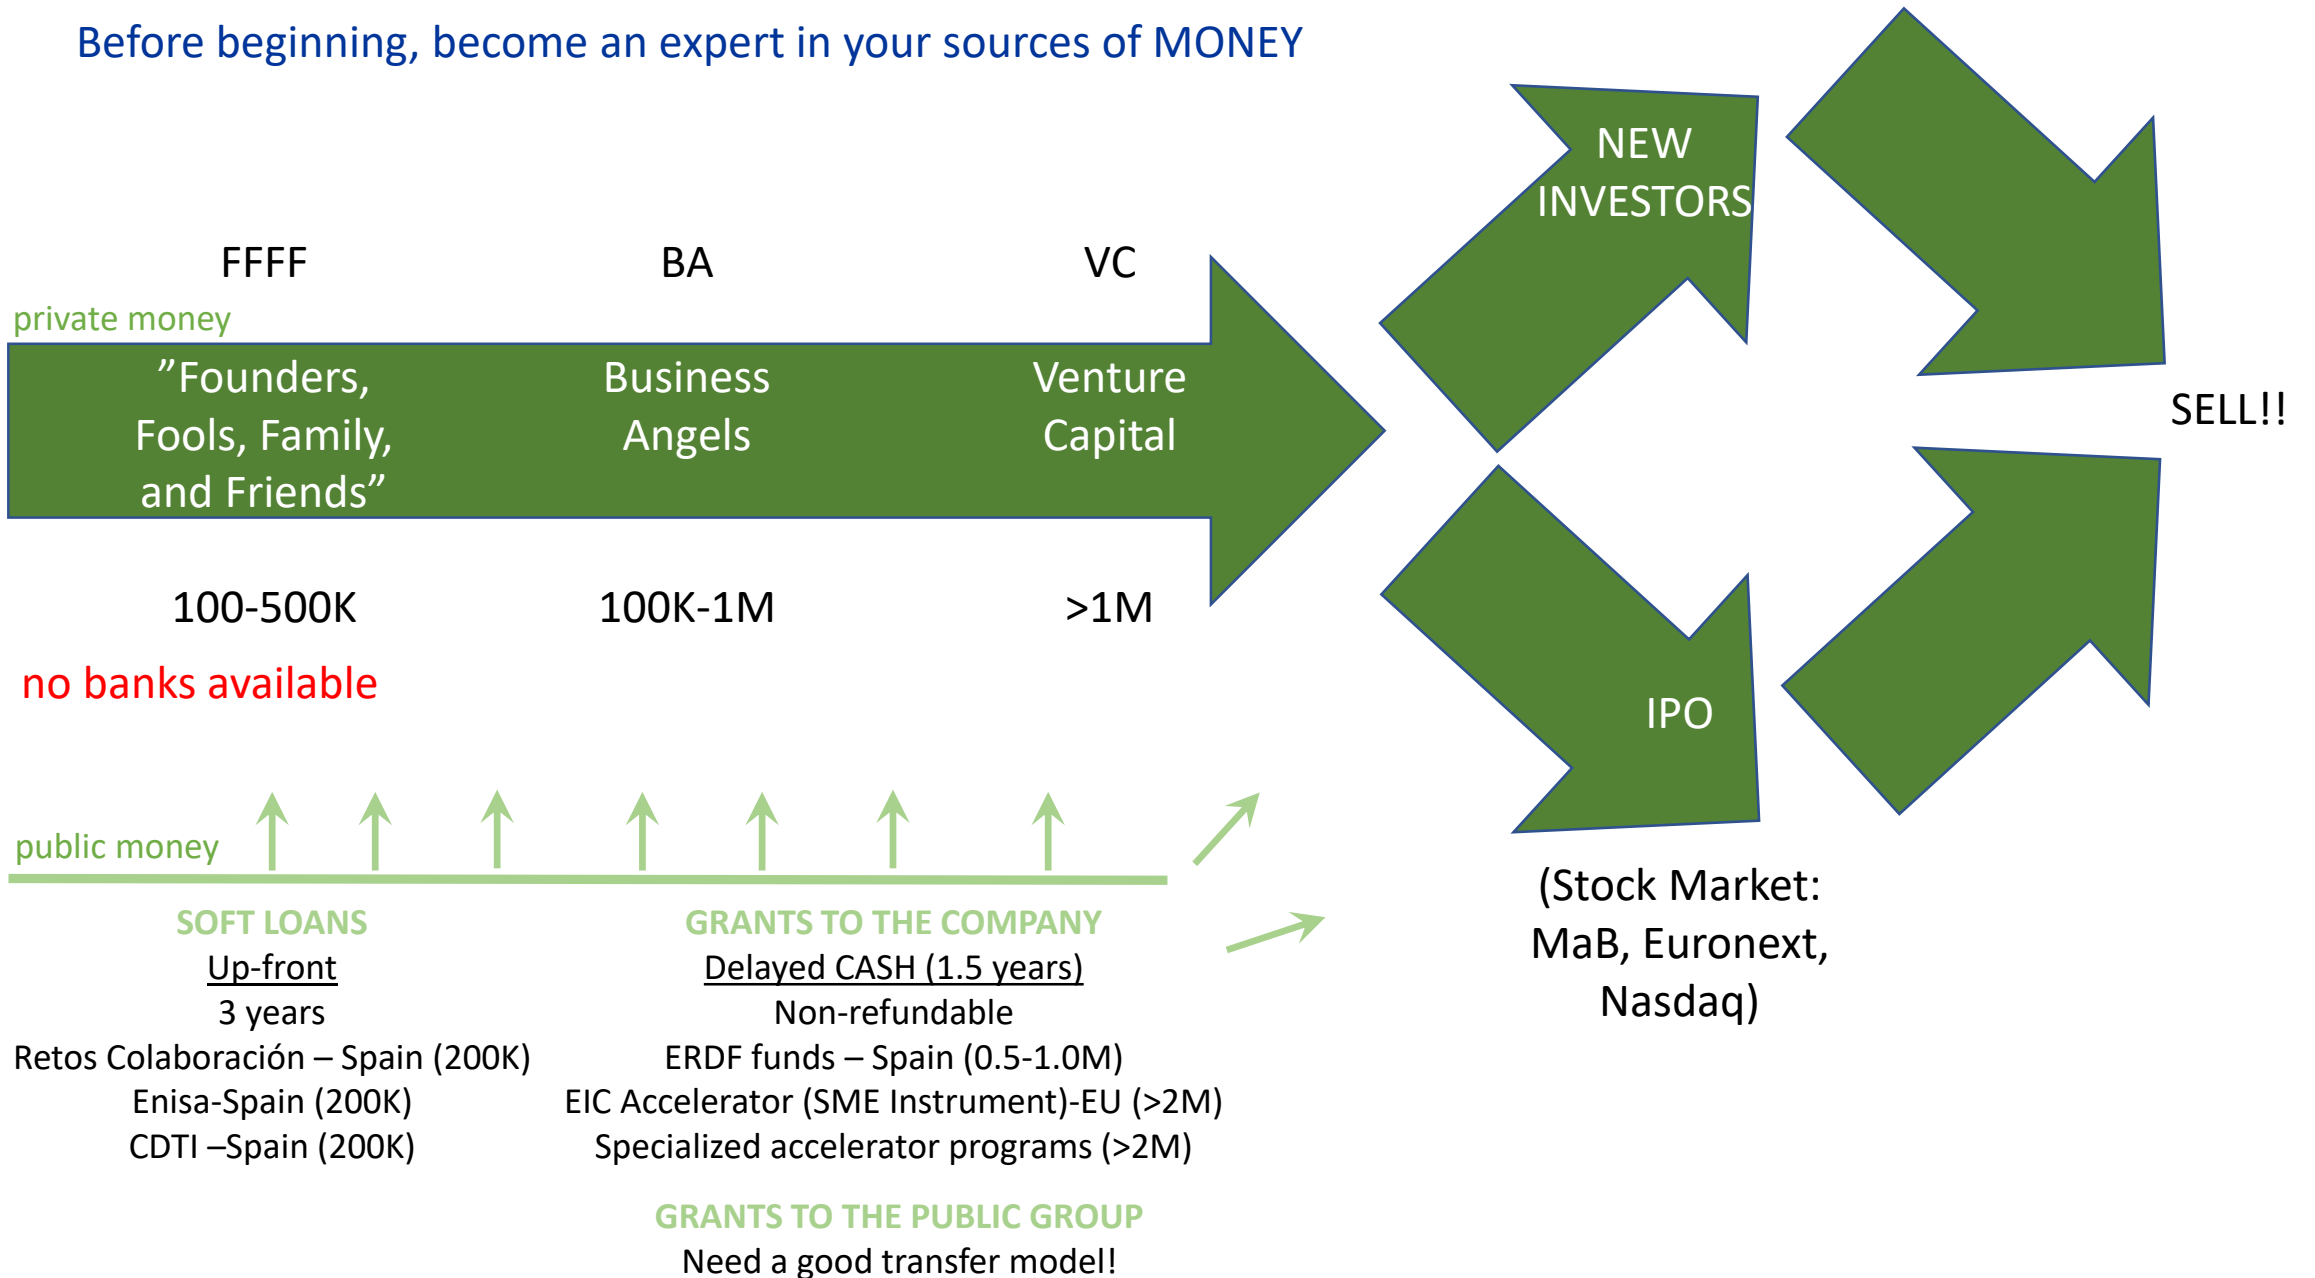 Before beginning, become an expert in your sources of MONEY
FFFF
BA
VC
private money
”Founders,
Fools, Family,
and Friends”
Business
Angels
Venture
Capital
100-500K
100K-1M
>1M
no banks available
NEW
INVESTORS
SELL!!
IPO
(Stock Market:
MaB, Euronext,
Nasdaq)
public money
SOFT LOANS
Up-front
3 years
Retos Colaboración – Spain (200K)
Enisa-Spain (200K)
CDTI –Spain (200K)
GRANTS TO THE COMPANY
Delayed CASH (1.5 years)
Non-refundable
ERDF funds – Spain (0.5-1.0M)
EIC Accelerator (SME Instrument)-EU (>2M)
Specialized accelerator programs (>2M)
GRANTS TO THE PUBLIC GROUP
Need a good transfer model!